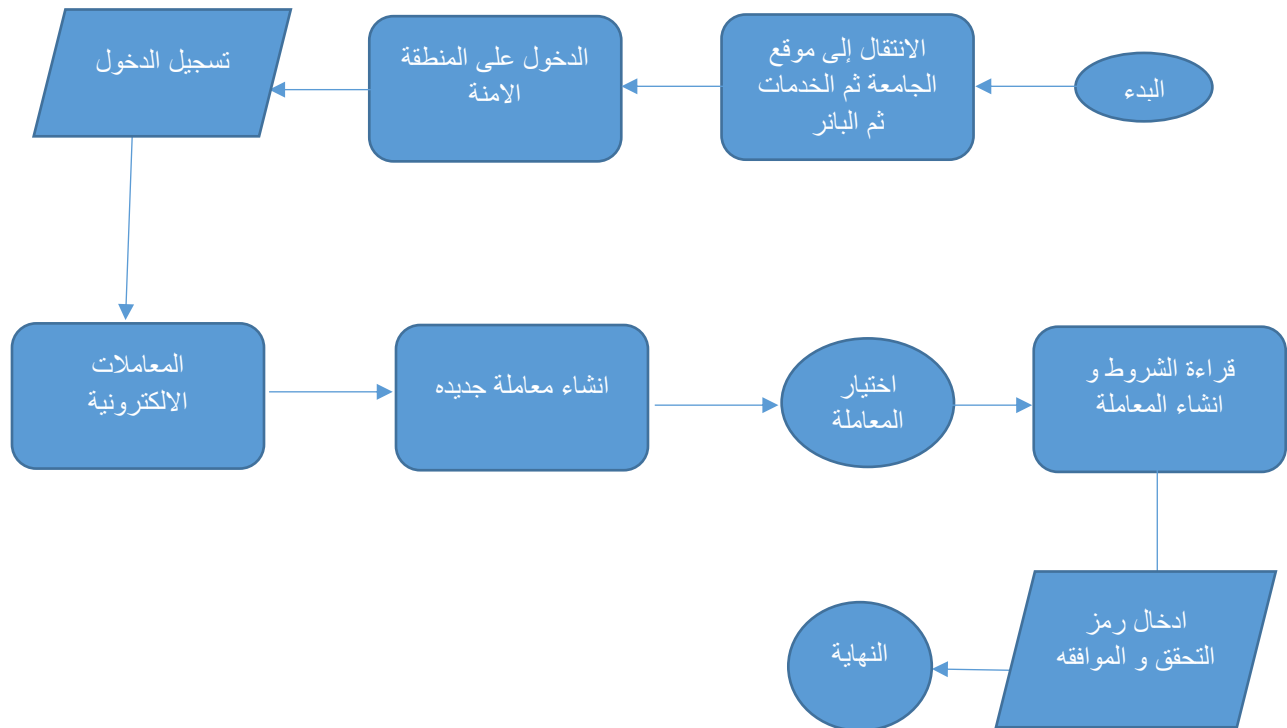 البدء
الانتقال إلى موقع
الجامعة ثم الخدمات
ثم البانر
الدخول على المنطقة
الامنة
تسجيل الدخول
المعاملات
الالكترونية
انشاء معاملة جديده
اختيار
المعاملة
قراءة الشروط و
انشاء المعاملة
ادخال رمز
التحقق و الموافقه
النهاية